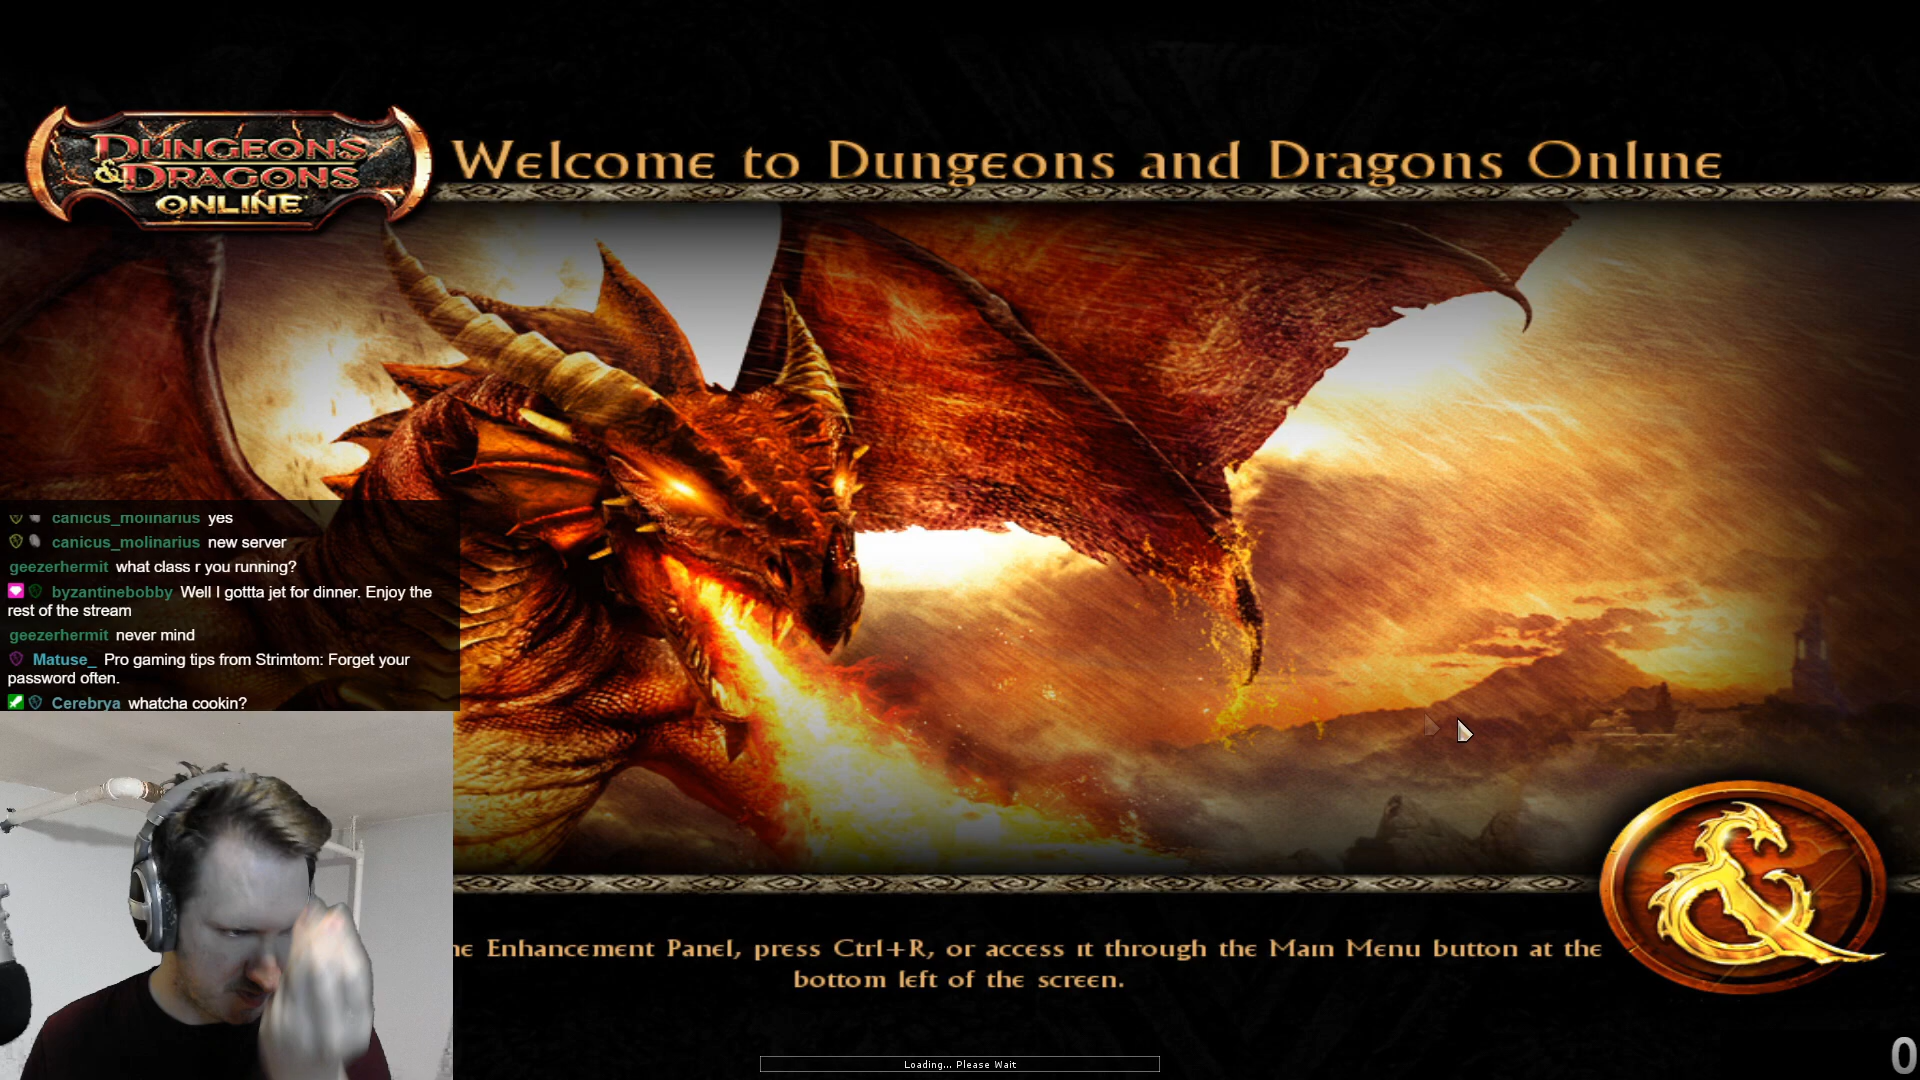 DUNGEONS
& DRAGONS
ONLINE
Welcome to Dungeons and Dragons Online
canicus_molinarius yes
canicus_molinarius new server
geezerhermit what class r you running?
byzantinebobby Well I gottta jet for dinner. Enjoy the
rest of the stream
geezerhermit never mind
Matuse_ Pro gaming tips from Strimtom: Forget your
password often.
Cerebrya whatcha cookin?
Enhancement Panel, press Ctrl+R, or access it through the Main Menu button at the
bottom left of the screen.
Loading... Please Wait
0